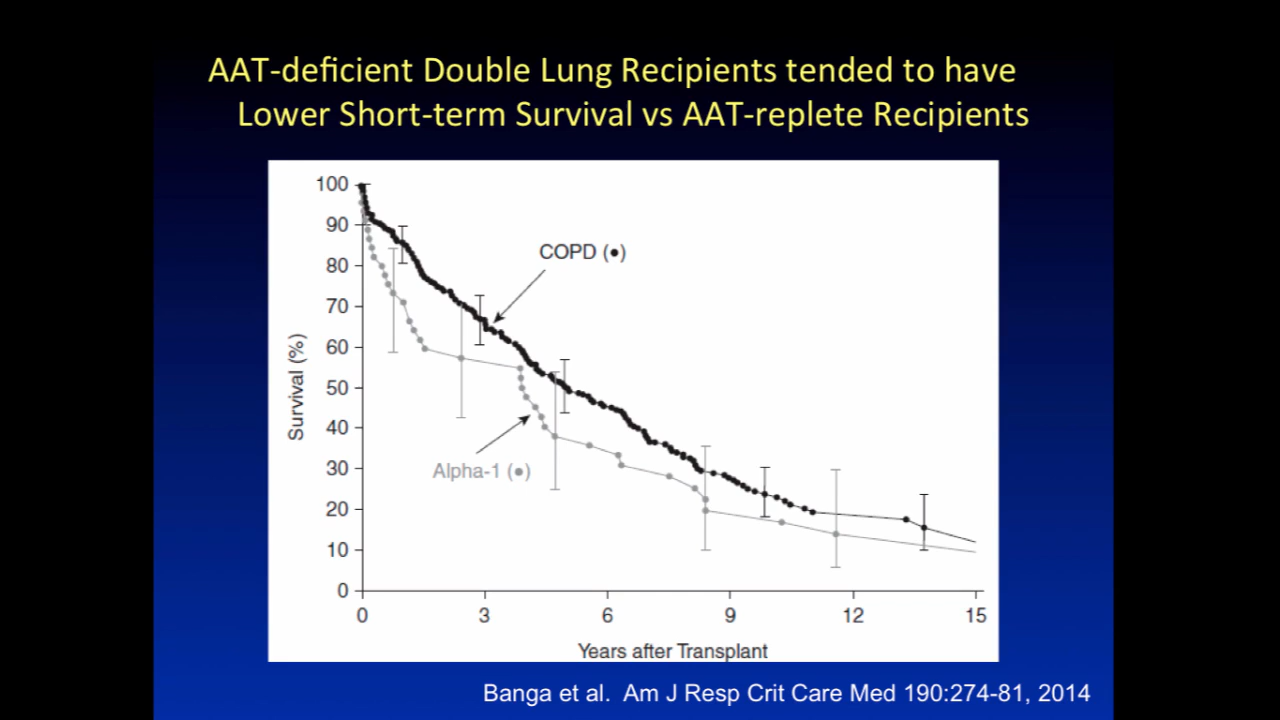 AAT-deficient Double Lung Recipients tended to have
Lower Short-term Survival vs AAT-replete Recipients
100
90
80
70
60
50
40
30
20
10
0
Survival (%)
COPD (●)
Alpha-1 (●)
0 3 6 9 12 15
Years after Transplant
Banga et al. Am J Resp Crit Care Med 190:274-81, 2014